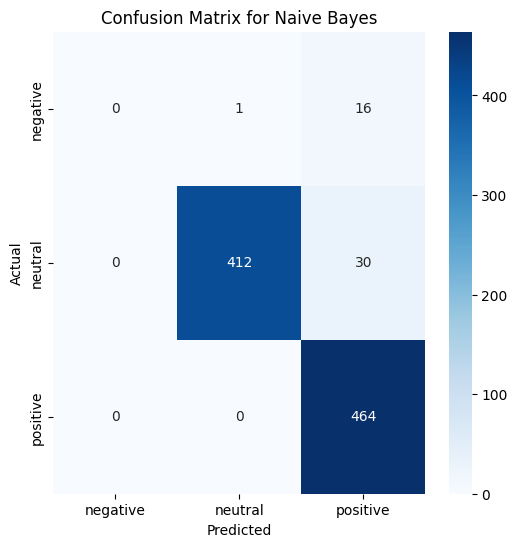 Confusion Matrix for Naive Bayes
negative
0
1
16
400
300
Actual
neutral
0
412
30
200
100
positive
0
0
464
0
negative
neutral
positive
Predicted